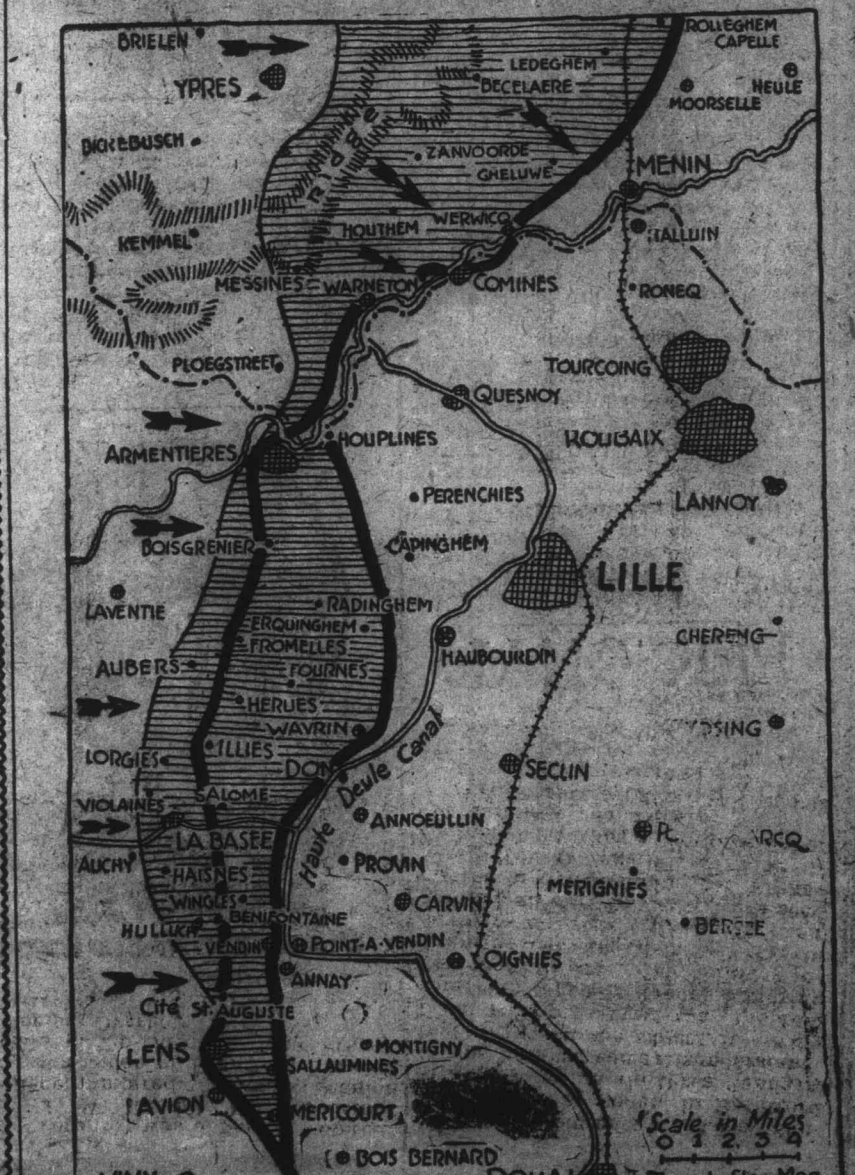 BRIELEN
ROLLEGHEM
CAPELLE
LEDEGHEM
YPRES
BECELAERE
HEULE
MOORSELLE
DICKEBUSCH
Ridge
ZANVOORDE
MENIN
GHELUWE
WERWICQ
HOUTHEM
HALLUIN
KEMMEL
MESSINES
WARNETON
COMINES
RONEQ
PLOEGSTREET
TOURCOING
QUESNOY
ROUBAIX
HOUPLINES
ARMENTIERES
PERENCHIES
LANNOY
BOISGRENIER
CAPINGHEM
LILLE
LAVENTIE
RADINGHEM
ERQUINGHEM
CHERENG
FROMELLES
HAUBOURDIN
AUBERS
FOURNES
HERLIES
WAVRIN
ILLIES
LORGIES
DON
Haute Deule Canal
SECLIN
SALOME
VIOLAINES
ANNOEULLIN
LA BASEE
AUCHY
PROVIN
HAISNES
MERIGNIES
WINGLES
CARVIN
BENIFONTAINE
HULLUCH
BERSEE
VENDIN
POINT-A-VENDIN
OIGNIES
ANNAY
Cité St. AUGUSTE
LENS
MONTIGNY
SALLAUMINES
AVION
MERICOURT
Scale in Miles
0 1 2 3 4
BOIS BERNARD